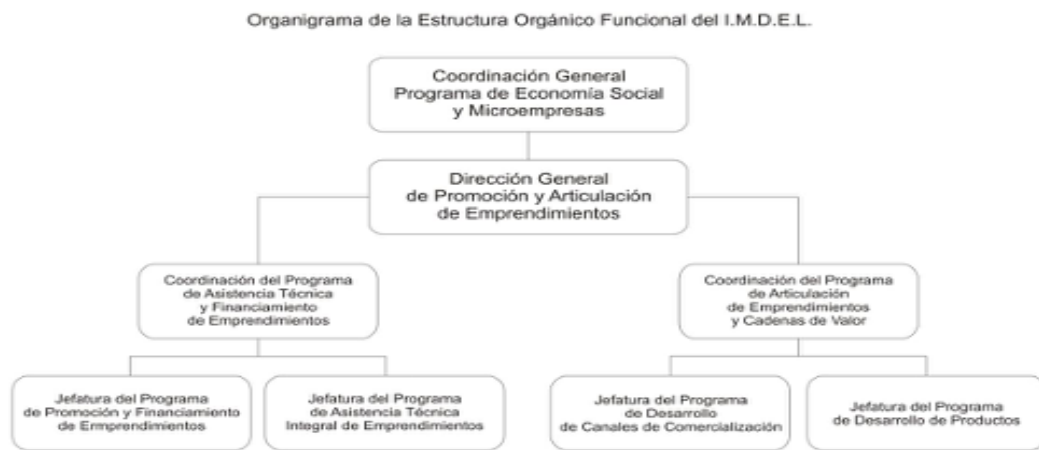 Organigrama de la Estructura Orgánico Funcional del I.M.D.E.L.
Coordinación General
Programa de Economía Social
y Microempresas
Dirección General
de Promoción y Articulación
de Emprendimientos
Coordinación del Programa
de Asistencia Técnica
y Financiamiento
de Emprendimientos
Coordinación del Programa
de Articulación
de Emprendimientos
y Cadenas de Valor
Jefatura del Programa
de Promoción y Financiamiento
de Ermprendimientos
Jefatura del Programa
de Asistencia Técnica
Integral de Emprendimientos
Jefatura del Programa
de Desarrollo
de Canales de Comercialización
Jefatura del Programa
de Desarrollo de Productos